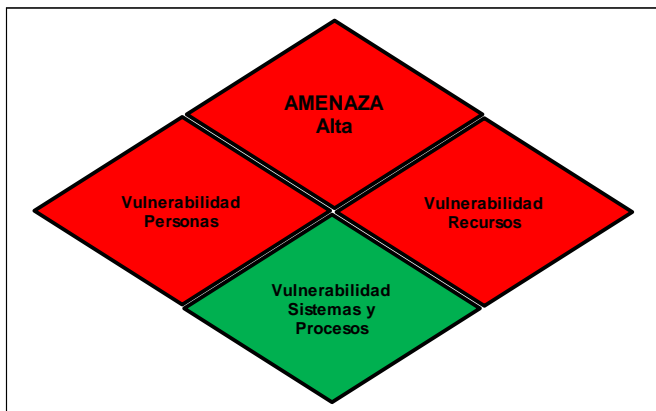 AMENAZA
Alta
Vulnerabilidad
Personas
Vulnerabilidad
Recursos
Vulnerabilidad
Sistemas y
Procesos